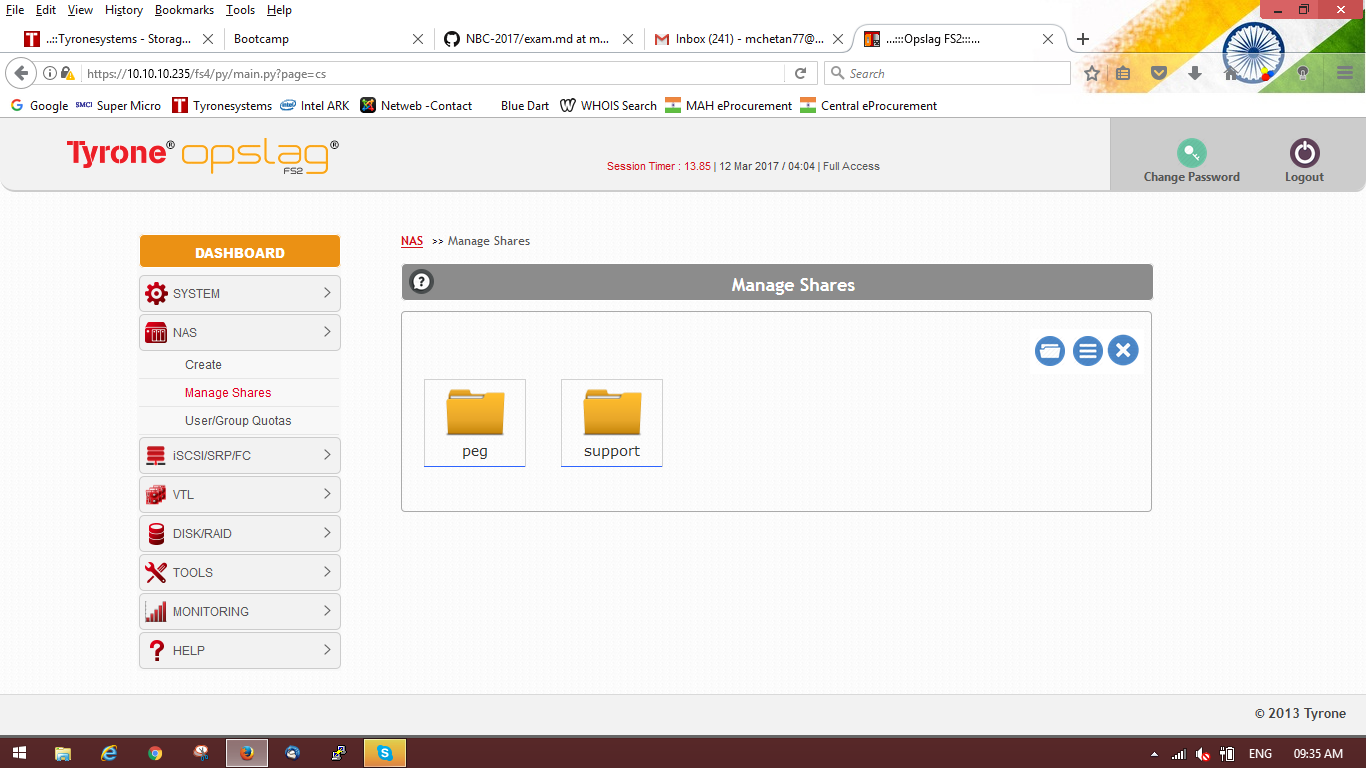 File Edit View History Bookmarks Tools Help
..::Tyronesystems - Storag... Bootcamp NBC-2017/exam.md at m... Inbox (241) - mchetan77@... ...:::Opslag FS2:::...
https://10.10.10.235/fs4/py/main.py?page=cs Search
Google Super Micro Tyronesystems Intel ARK Netweb -Contact Blue Dart WHOIS Search MAH eProcurement Central eProcurement
Tyrone® opslag® FS2
Session Timer : 13.85 | 12 Mar 2017 / 04:04 | Full Access
Change Password Logout
DASHBOARD
SYSTEM
NAS
Create
Manage Shares
User/Group Quotas
iSCSI/SRP/FC
VTL
DISK/RAID
TOOLS
MONITORING
HELP
NAS >> Manage Shares
Manage Shares
peg support
© 2013 Tyrone
ENG 09:35 AM